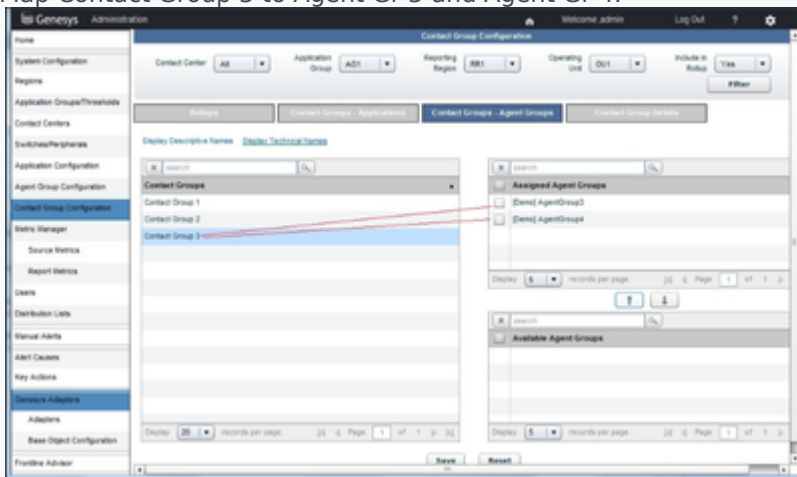 Map Contact Group 3 to Agent GP3 and Agent GP4.
Genesys Administration Welcome admin Log Out ?
Home
System Configuration
Regions
Application Groups/Thresholds
Contact Centers
Switches/Peripherals
Application Configuration
Agent Group Configuration
Contact Group Configuration
Metric Manager
Source Metrics
Report Metrics
Users
Distribution Lists
Manual Alerts
Alert Causes
Key Actions
Genesys Adapters
Adapters
Base Object Configuration
Frontline Advisor
Contact Group Configuration
Contact Center All Application Group AG1 Reporting Region RR1 Operating Unit OU1 Include in Rollup Yes
Filter
Rollups Contact Groups - Applications Contact Groups - Agent Groups Contact Group Details
Display Descriptive Names Display Technical Names
search
Contact Groups
Contact Group 1
Contact Group 2
Contact Group 3
Display 20 records per page Page 1 of 1
search
Assigned Agent Groups
[Demo] AgentGroup3
[Demo] AgentGroup4
Display 5 records per page Page 1 of 1
search
Available Agent Groups
Display 5 records per page Page 1 of 1
Save Reset